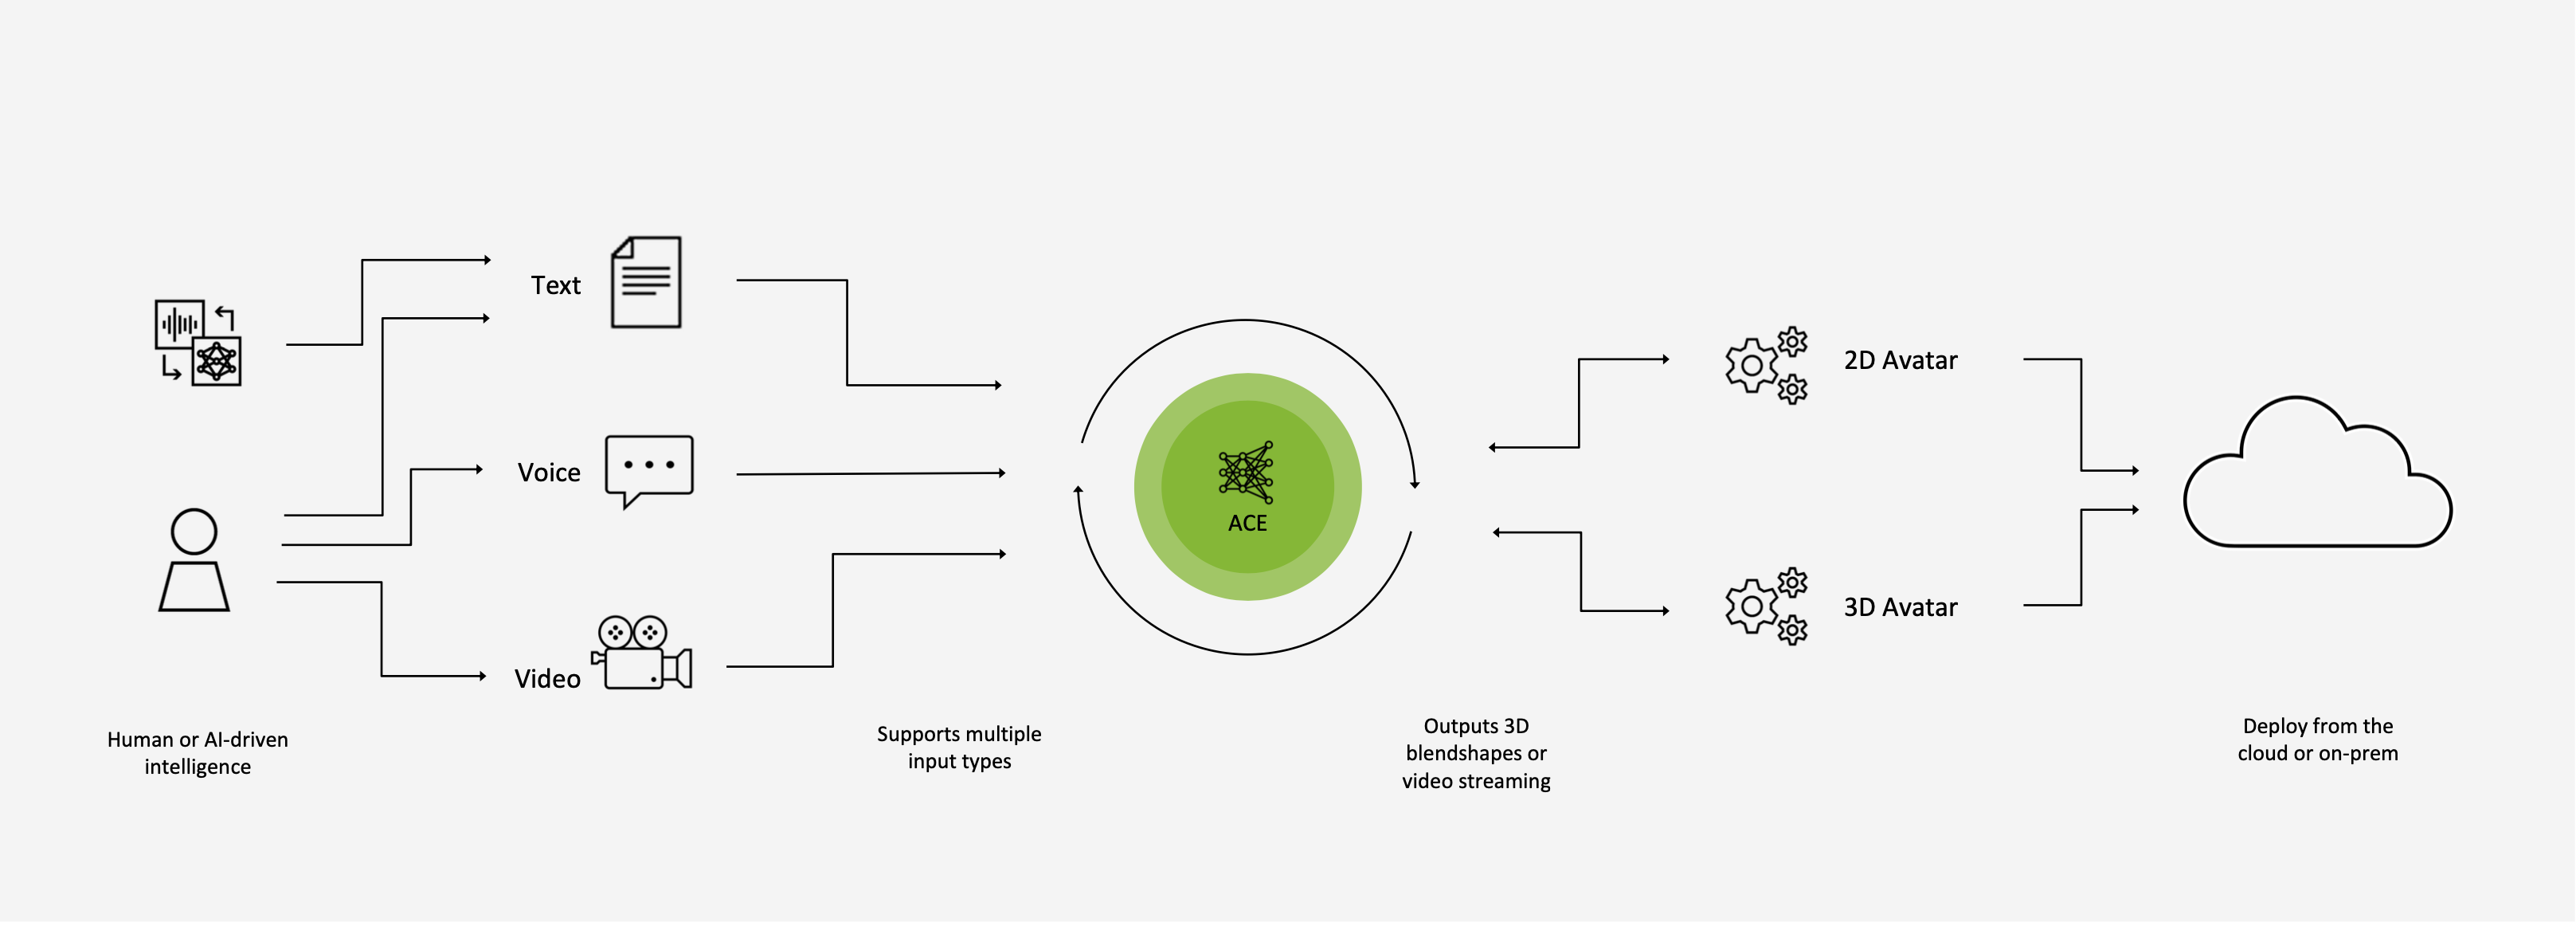 Text
Voice
Video
Human or AI-driven
intelligence
Supports multiple
input types
ACE
Outputs 3D
blendshapes or
video streaming
2D Avatar
3D Avatar
Deploy from the
cloud or on-prem